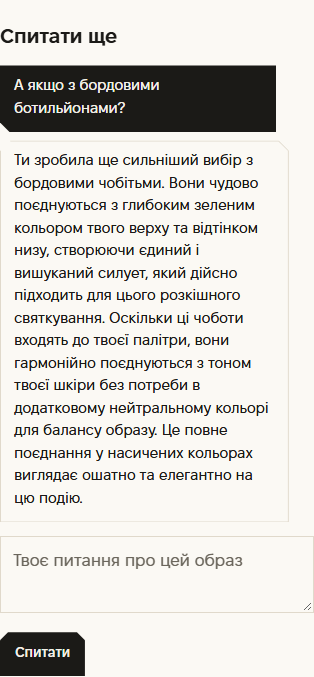 Спитати ще
А якщо з бордовими
ботильйонами?
Ти зробила ще сильніший вибір з
бордовими чобітьми. Вони чудово
поєднуються з глибоким зеленим
кольором твого верху та відтінком
низу, створюючи єдиний і
вишуканий силует, який дійсно
підходить для цього розкішного
святкування. Оскільки ці чоботи
входять до твоєї палітри, вони
гармонійно поєднуються з тоном
твоєї шкіри без потреби в
додатковому нейтральному кольорі
для балансу образу. Це повне
поєднання у насичених кольорах
виглядає ошатно та елегантно на
цю подію.
Твоє питання про цей образ
Спитати